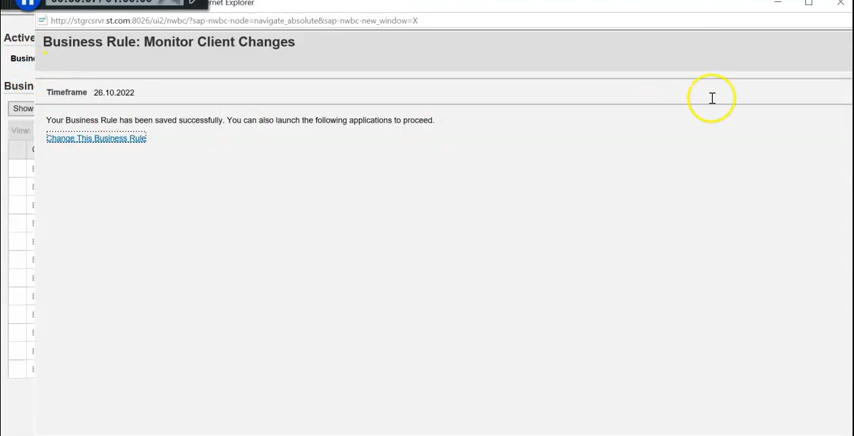 ernet Explorer
http://stgrcsrvr.st.com:8026/ui2/nwbc/?sap-nwbc-node=navigate_absolute&sap-nwbc-new_window=X
Active
Business Rule: Monitor Client Changes
Busine
Timeframe 26.10.2022
Busin
Show
Your Business Rule has been saved successfully. You can also launch the following applications to proceed.
View:
Change This Business Rule